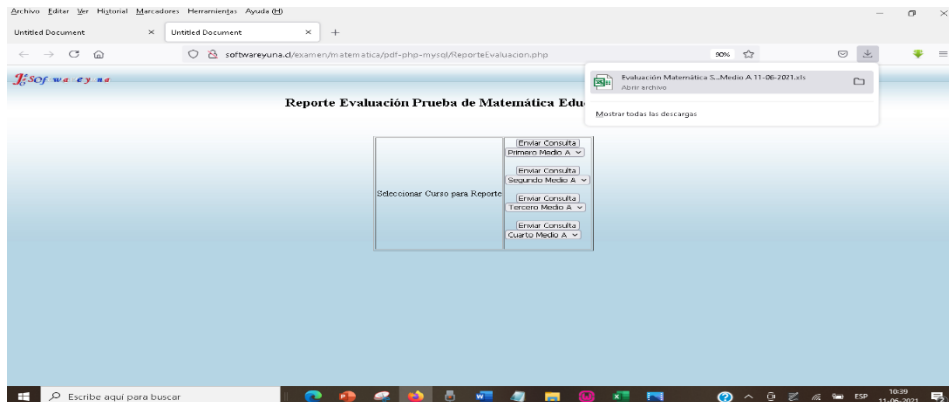 Archivo Editar Ver Historial Marcadores Herramientas Ayuda (H)
Untitled Document
Untitled Document
softwareyuna.cl/examen/matematica/pdf-php-mysql/ReporteEvaluacion.php
90%
Evaluación Matemática S...Medio A 11-06-2021.xls
Abrir archivo
Mostrar todas las descargas
Reporte Evaluación Prueba de Matemática Edu
Seleccionar Curso para Reporte
Enviar Consulta
Primero Medio A
Enviar Consulta
Segundo Medio A
Enviar Consulta
Tercero Medio A
Enviar Consulta
Cuarto Medio A
Escribe aquí para buscar
ESP
10:39
11-06-2021